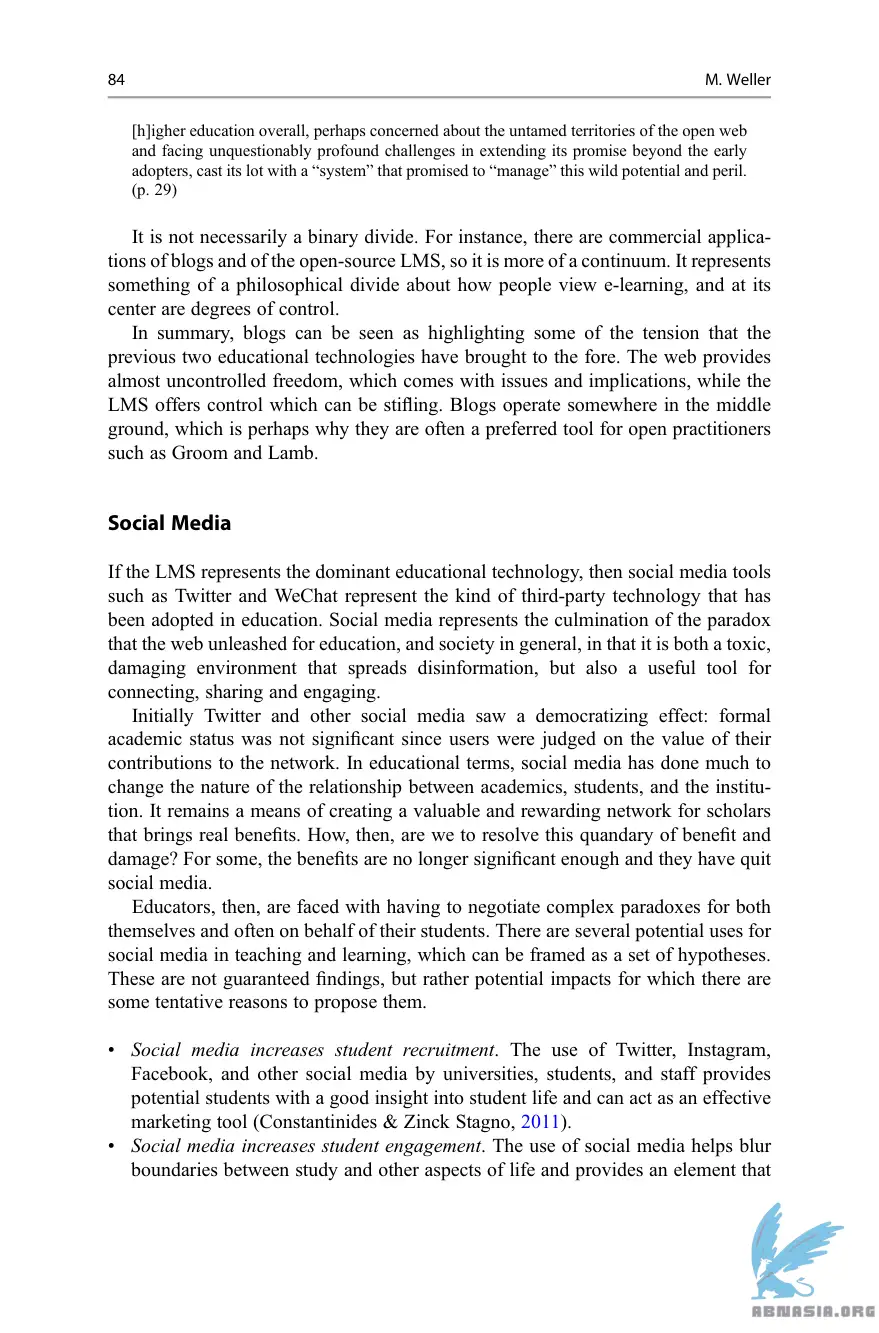 84
M. Weller
[h]igher education overall, perhaps concerned about the untamed territories of the open web
and facing unquestionably profound challenges in extending its promise beyond the early
adopters, cast its lot with a “system” that promised to “manage” this wild potential and peril.
(p. 29)
It is not necessarily a binary divide. For instance, there are commercial applica-
tions of blogs and of the open-source LMS, so it is more of a continuum. It represents
something of a philosophical divide about how people view e-learning, and at its
center are degrees of control.
In summary, blogs can be seen as highlighting some of the tension that the
previous two educational technologies have brought to the fore. The web provides
almost uncontrolled freedom, which comes with issues and implications, while the
LMS offers control which can be stifling. Blogs operate somewhere in the middle
ground, which is perhaps why they are often a preferred tool for open practitioners
such as Groom and Lamb.
Social Media
If the LMS represents the dominant educational technology, then social media tools
such as Twitter and WeChat represent the kind of third-party technology that has
been adopted in education. Social media represents the culmination of the paradox
that the web unleashed for education, and society in general, in that it is both a toxic,
damaging environment that spreads disinformation, but also a useful tool for
connecting, sharing and engaging.
Initially Twitter and other social media saw a democratizing effect: formal
academic status was not significant since users were judged on the value of their
contributions to the network. In educational terms, social media has done much to
change the nature of the relationship between academics, students, and the institu-
tion. It remains a means of creating a valuable and rewarding network for scholars
that brings real benefits. How, then, are we to resolve this quandary of benefit and
damage? For some, the benefits are no longer significant enough and they have quit
social media.
Educators, then, are faced with having to negotiate complex paradoxes for both
themselves and often on behalf of their students. There are several potential uses for
social media in teaching and learning, which can be framed as a set of hypotheses.
These are not guaranteed findings, but rather potential impacts for which there are
some tentative reasons to propose them.
• Social media increases student recruitment. The use of Twitter, Instagram,
Facebook, and other social media by universities, students, and staff provides
potential students with a good insight into student life and can act as an effective
marketing tool (Constantinides & Zinck Stagno, 2011).
• Social media increases student engagement. The use of social media helps blur
boundaries between study and other aspects of life and provides an element that
ABNASIA.ORG